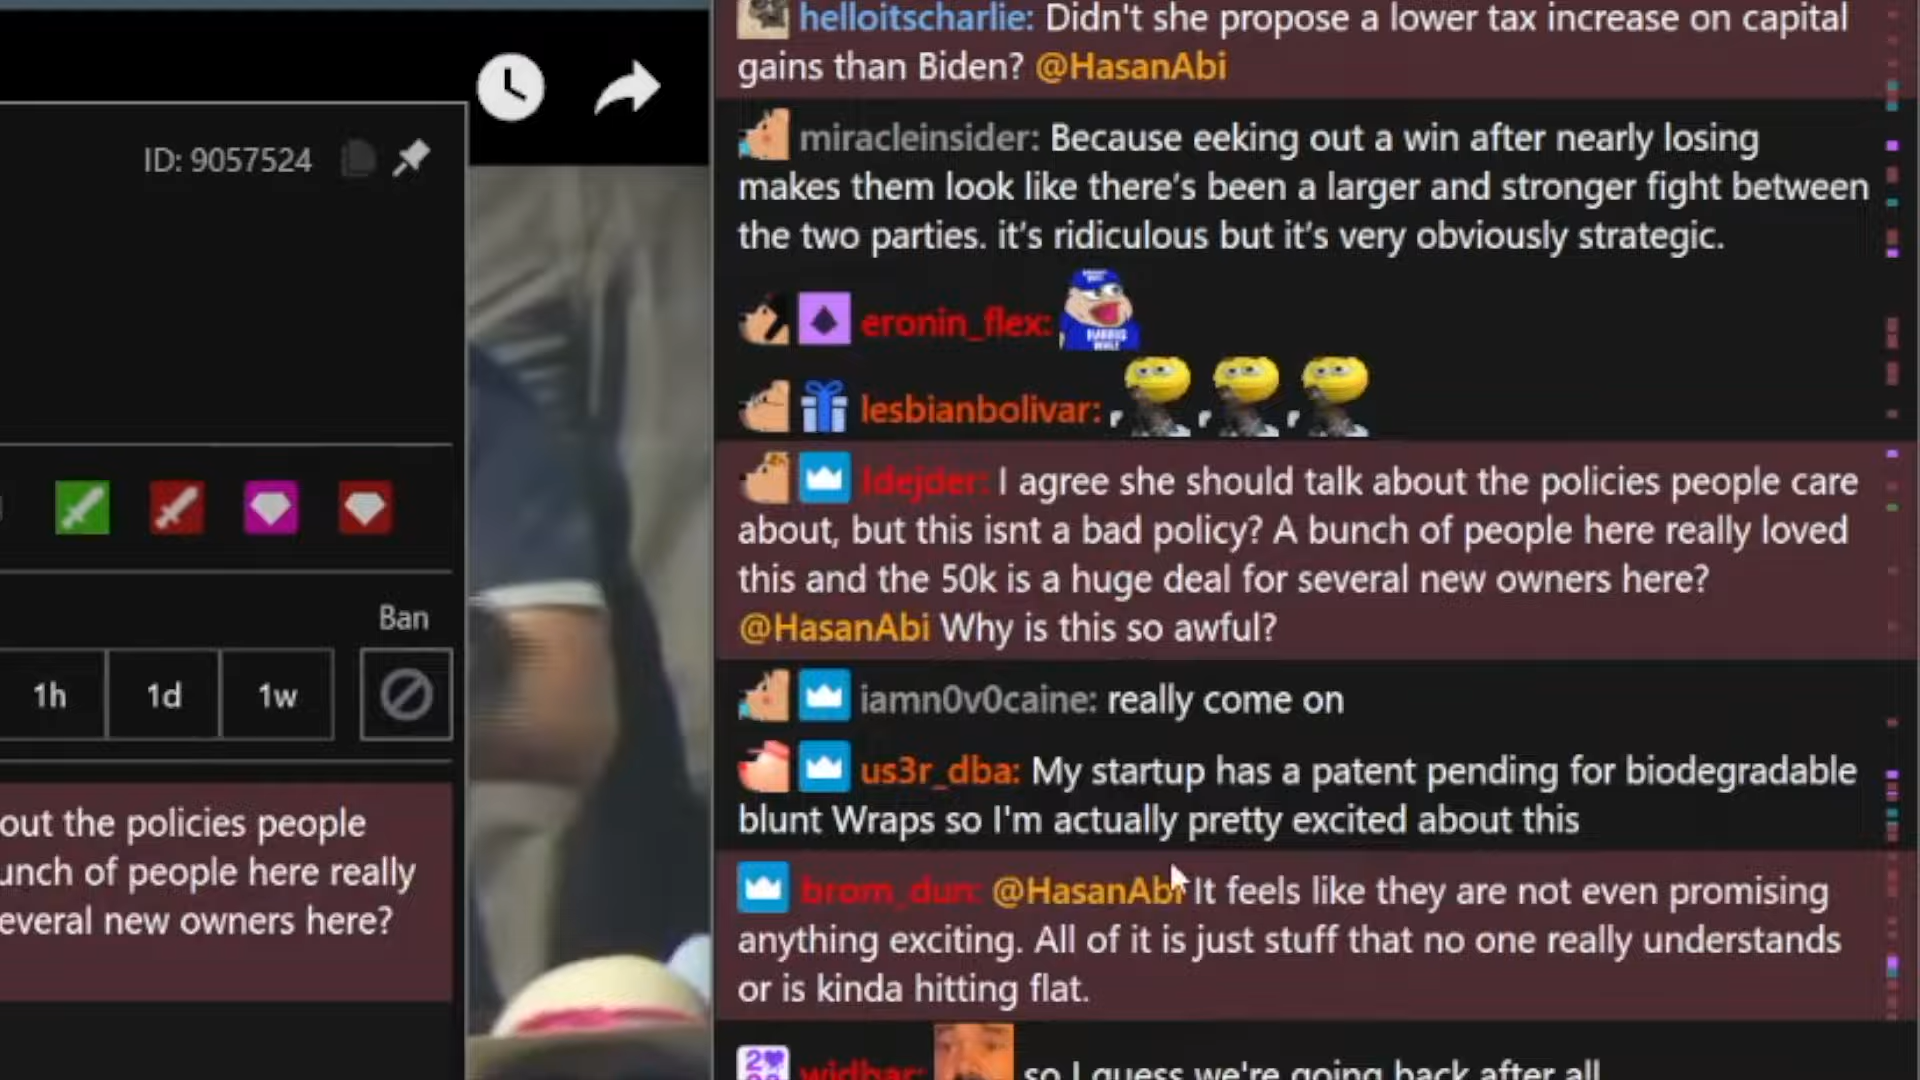 helloitscharlie: Didn't she propose a lower tax increase on capital
gains than Biden? @HasanAbi
miracleinsider: Because eeking out a win after nearly losing
makes them look like there's been a larger and stronger fight between
the two parties. it's ridiculous but it's very obviously strategic.
eronin_flex:
lesbianbolivar:
ldejder: I agree she should talk about the policies people care
about, but this isnt a bad policy? A bunch of people here really loved
this and the 50k is a huge deal for several new owners here?
@HasanAbi Why is this so awful?
iamn0v0caine: really come on
us3r_dba: My startup has a patent pending for biodegradable
blunt Wraps so I'm actually pretty excited about this
brom_dun: @HasanAbi It feels like they are not even promising
anything exciting. All of it is just stuff that no one really understands
or is kinda hitting flat.
widbar: so I guess we're going back after all
ID: 9057524
Ban
1h 1d 1w
out the policies people
unch of people here really
everal new owners here?